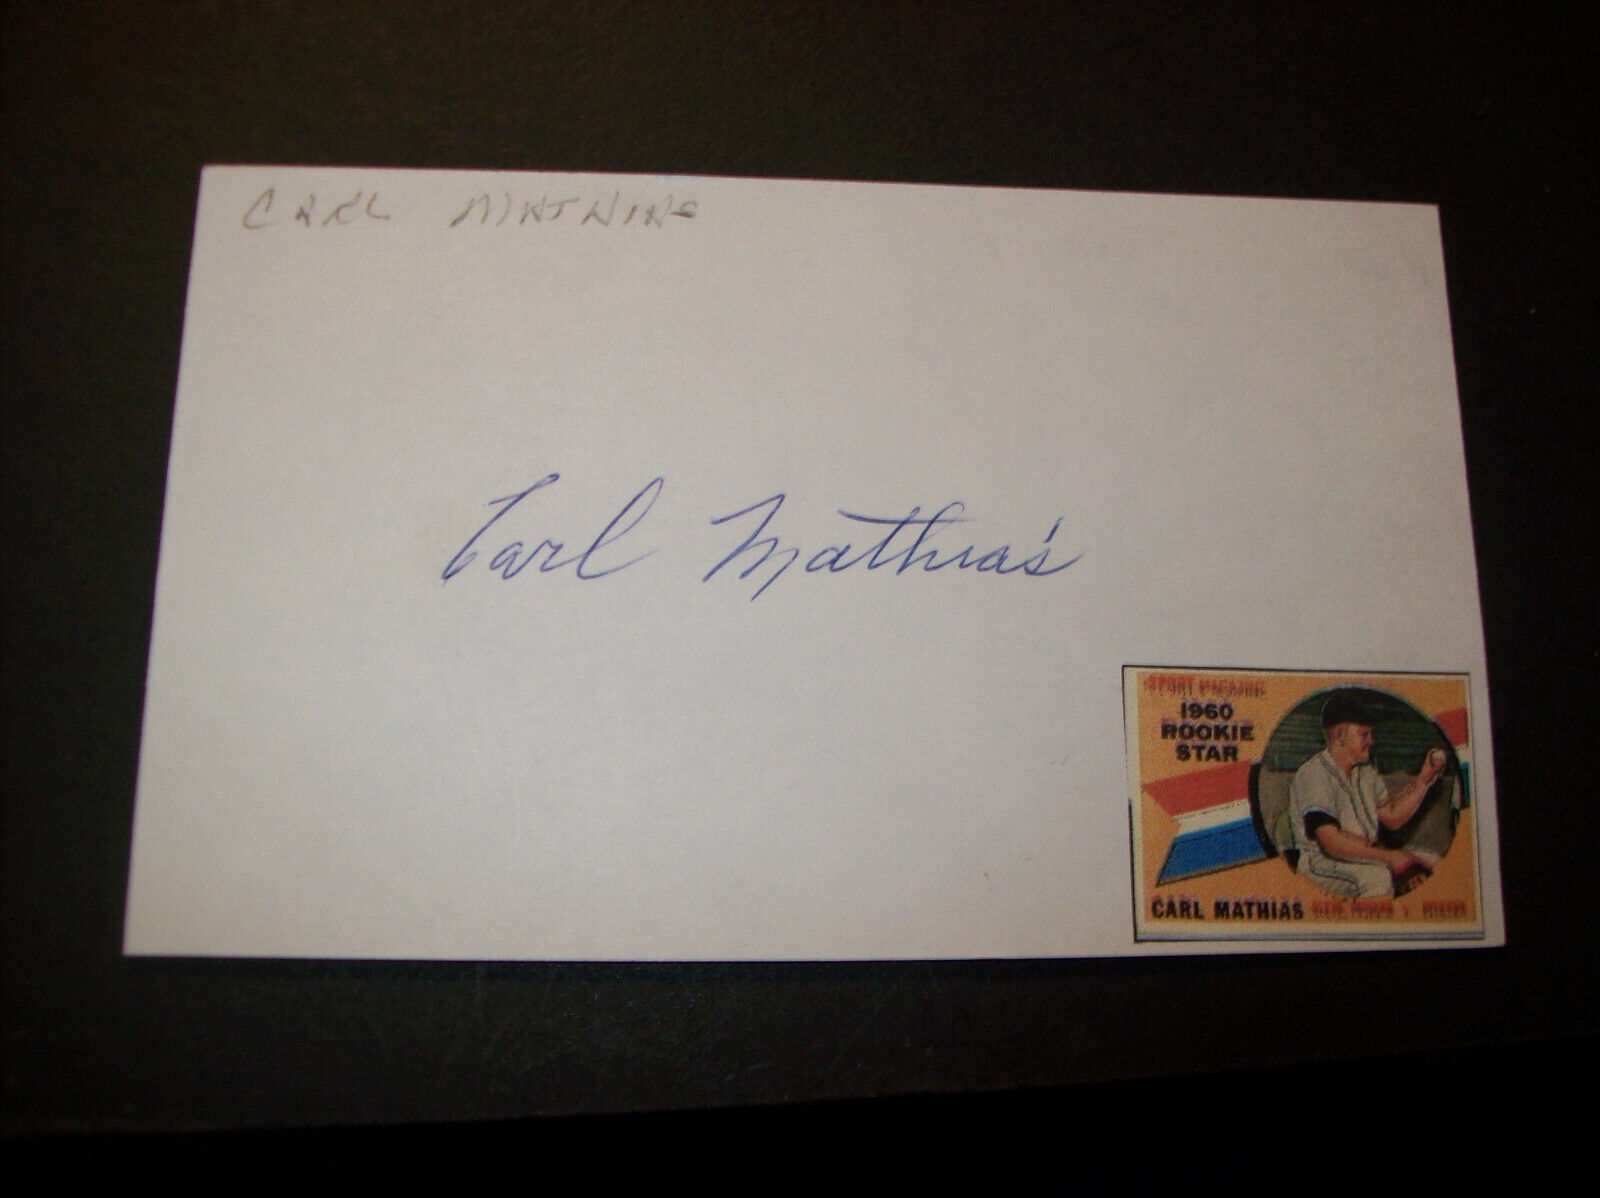 CARL MATHIAS
Carl Mathias
SPORT MAGAZINE
1960
ROOKIE
STAR
CARL MATHIAS